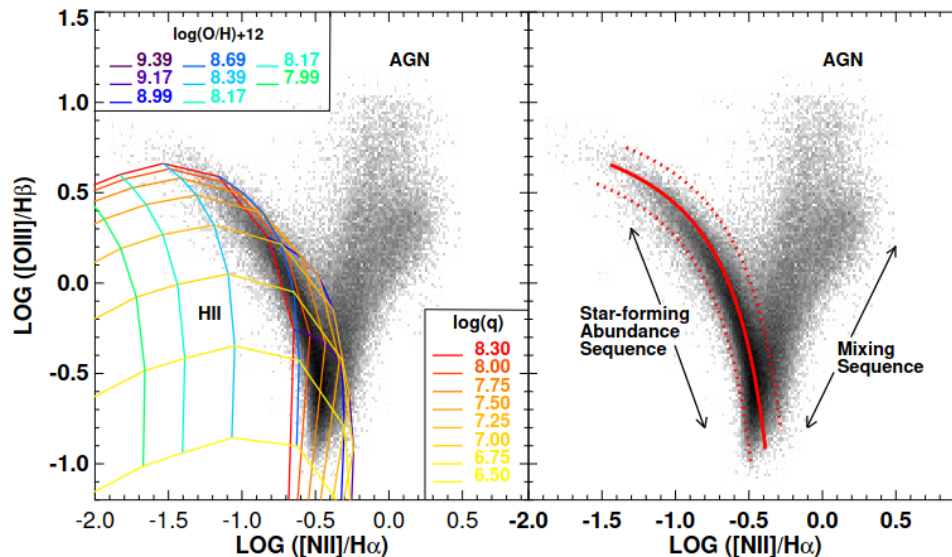 log(O/H)+12
9.39 8.69 8.17
9.17 8.39 7.99
8.99 8.17
AGN
AGN
1.0
0.5
0.0
-0.5
-1.0
LOG ([OIII]/Hβ)
HII
log(q)
8.30
8.00
7.75
7.50
7.25
7.00
6.75
6.50
Star-forming
Abundance
Sequence
Mixing
Sequence
-2.0 -1.5 -1.0 -0.5 0.0 0.5
-2.0 -1.5 -1.0 -0.5 0.0 0.5
LOG ([NII]/Hα)
LOG ([NII]/Hα)